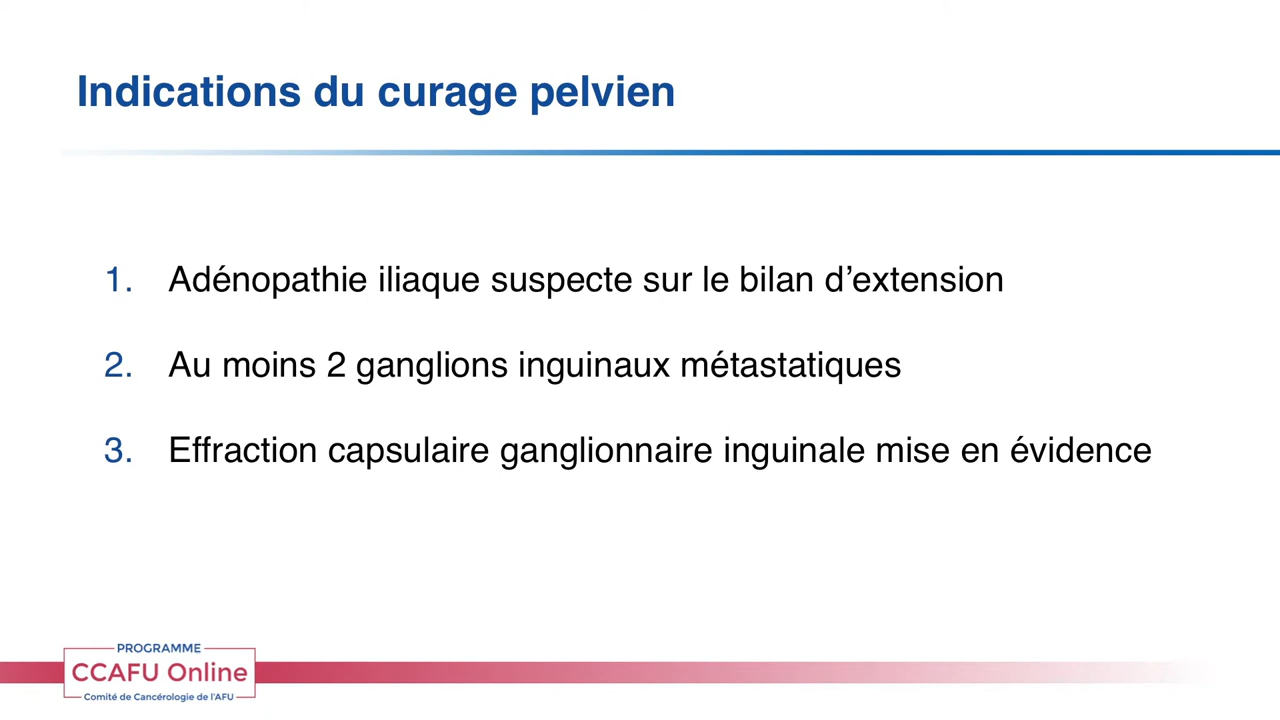 Indications du curage pelvien
1. Adénopathie iliaque suspecte sur le bilan d’extension
2. Au moins 2 ganglions inguinaux métastatiques
3. Effraction capsulaire ganglionnaire inguinale mise en évidence
PROGRAMME
CCAFU Online
Comité de Cancérologie de l'AFU